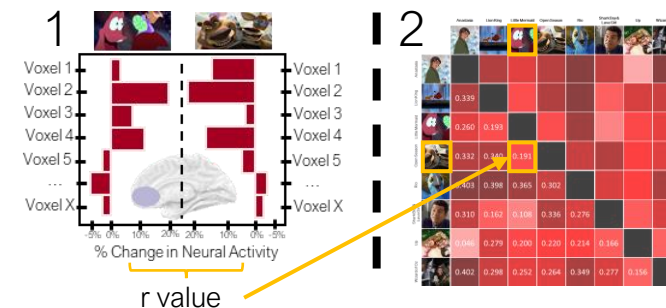 1
Voxel 1
Voxel 2
Voxel 3
Voxel 4
Voxel 5
...
Voxel X
Voxel 1
Voxel 2
Voxel 3
Voxel 4
Voxel 5
...
Voxel X
-5% 0% 10% 20% 20% 10% 0% -5%
% Change in Neural Activity
r value
2
Anastasia Lion King Little Mermaid Open Season Rio Up
0.339
0.260 0.193
0.332 0.340 0.191
0.403 0.398 0.365 0.302
0.310 0.162 0.108 0.336 0.276
0.046 0.279 0.200 0.220 0.214 0.166
0.402 0.298 0.252 0.264 0.349 0.277 0.156